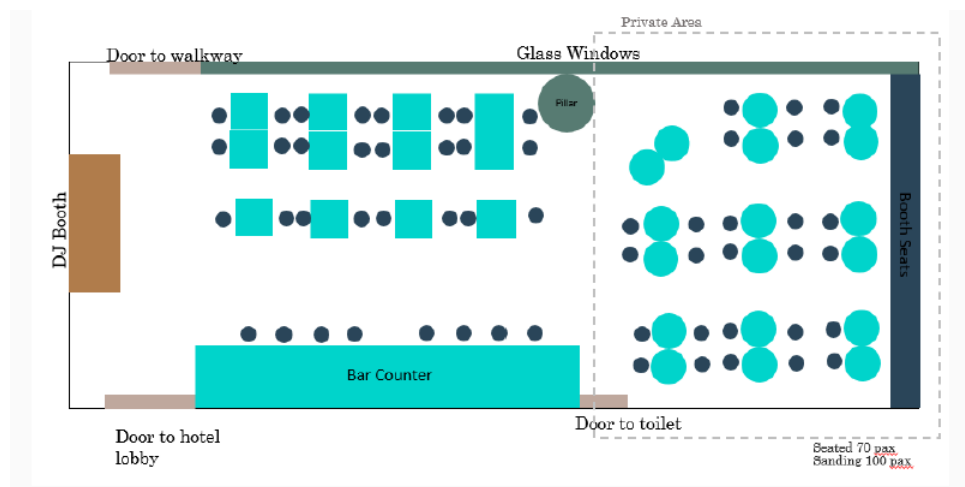 Private Area
Door to walkway
Glass Windows
Pillar
DJ Booth
Booth Seats
Bar Counter
Door to toilet
Door to hotel
lobby
Seated 70 pax
Sanding 100 pax